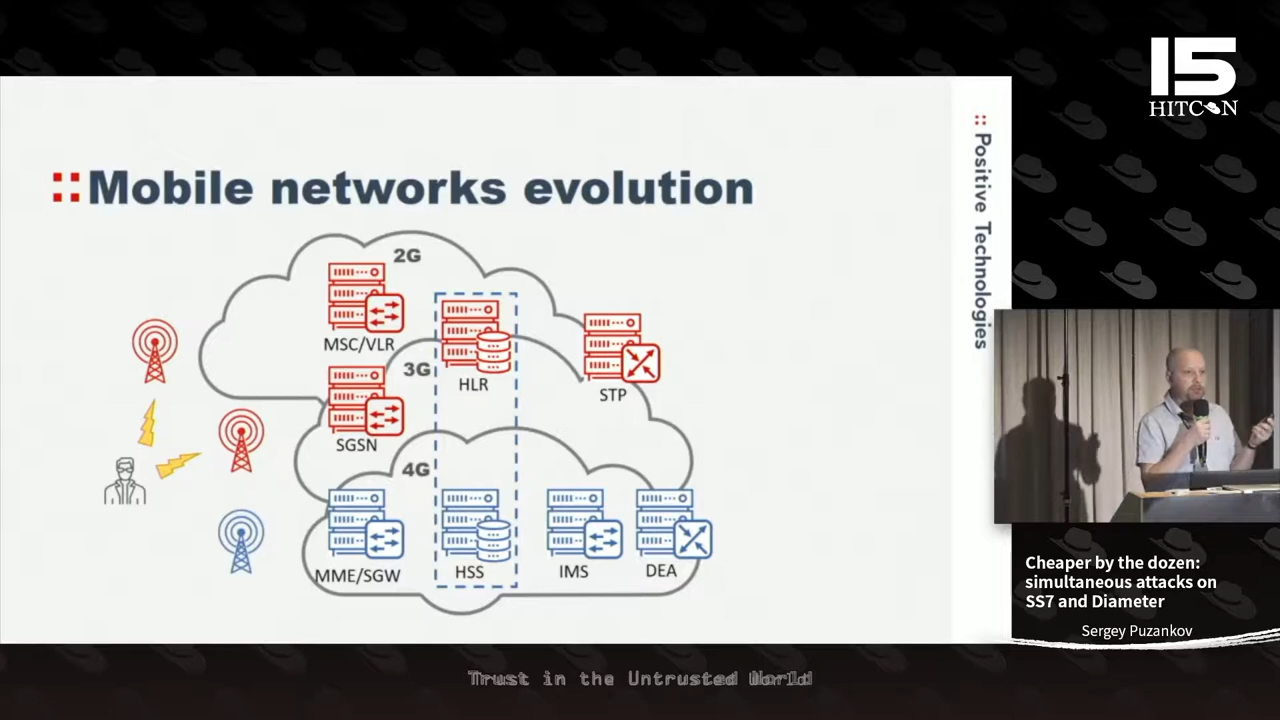 15
HITCON
:: Positive Technologies
:: Mobile networks evolution
2G
MSC/VLR
HLR
STP
3G
SGSN
4G
MME/SGW
HSS
IMS
DEA
Cheaper by the dozen:
simultaneous attacks on
SS7 and Diameter
Sergey Puzankov
Trust in the Untrusted World